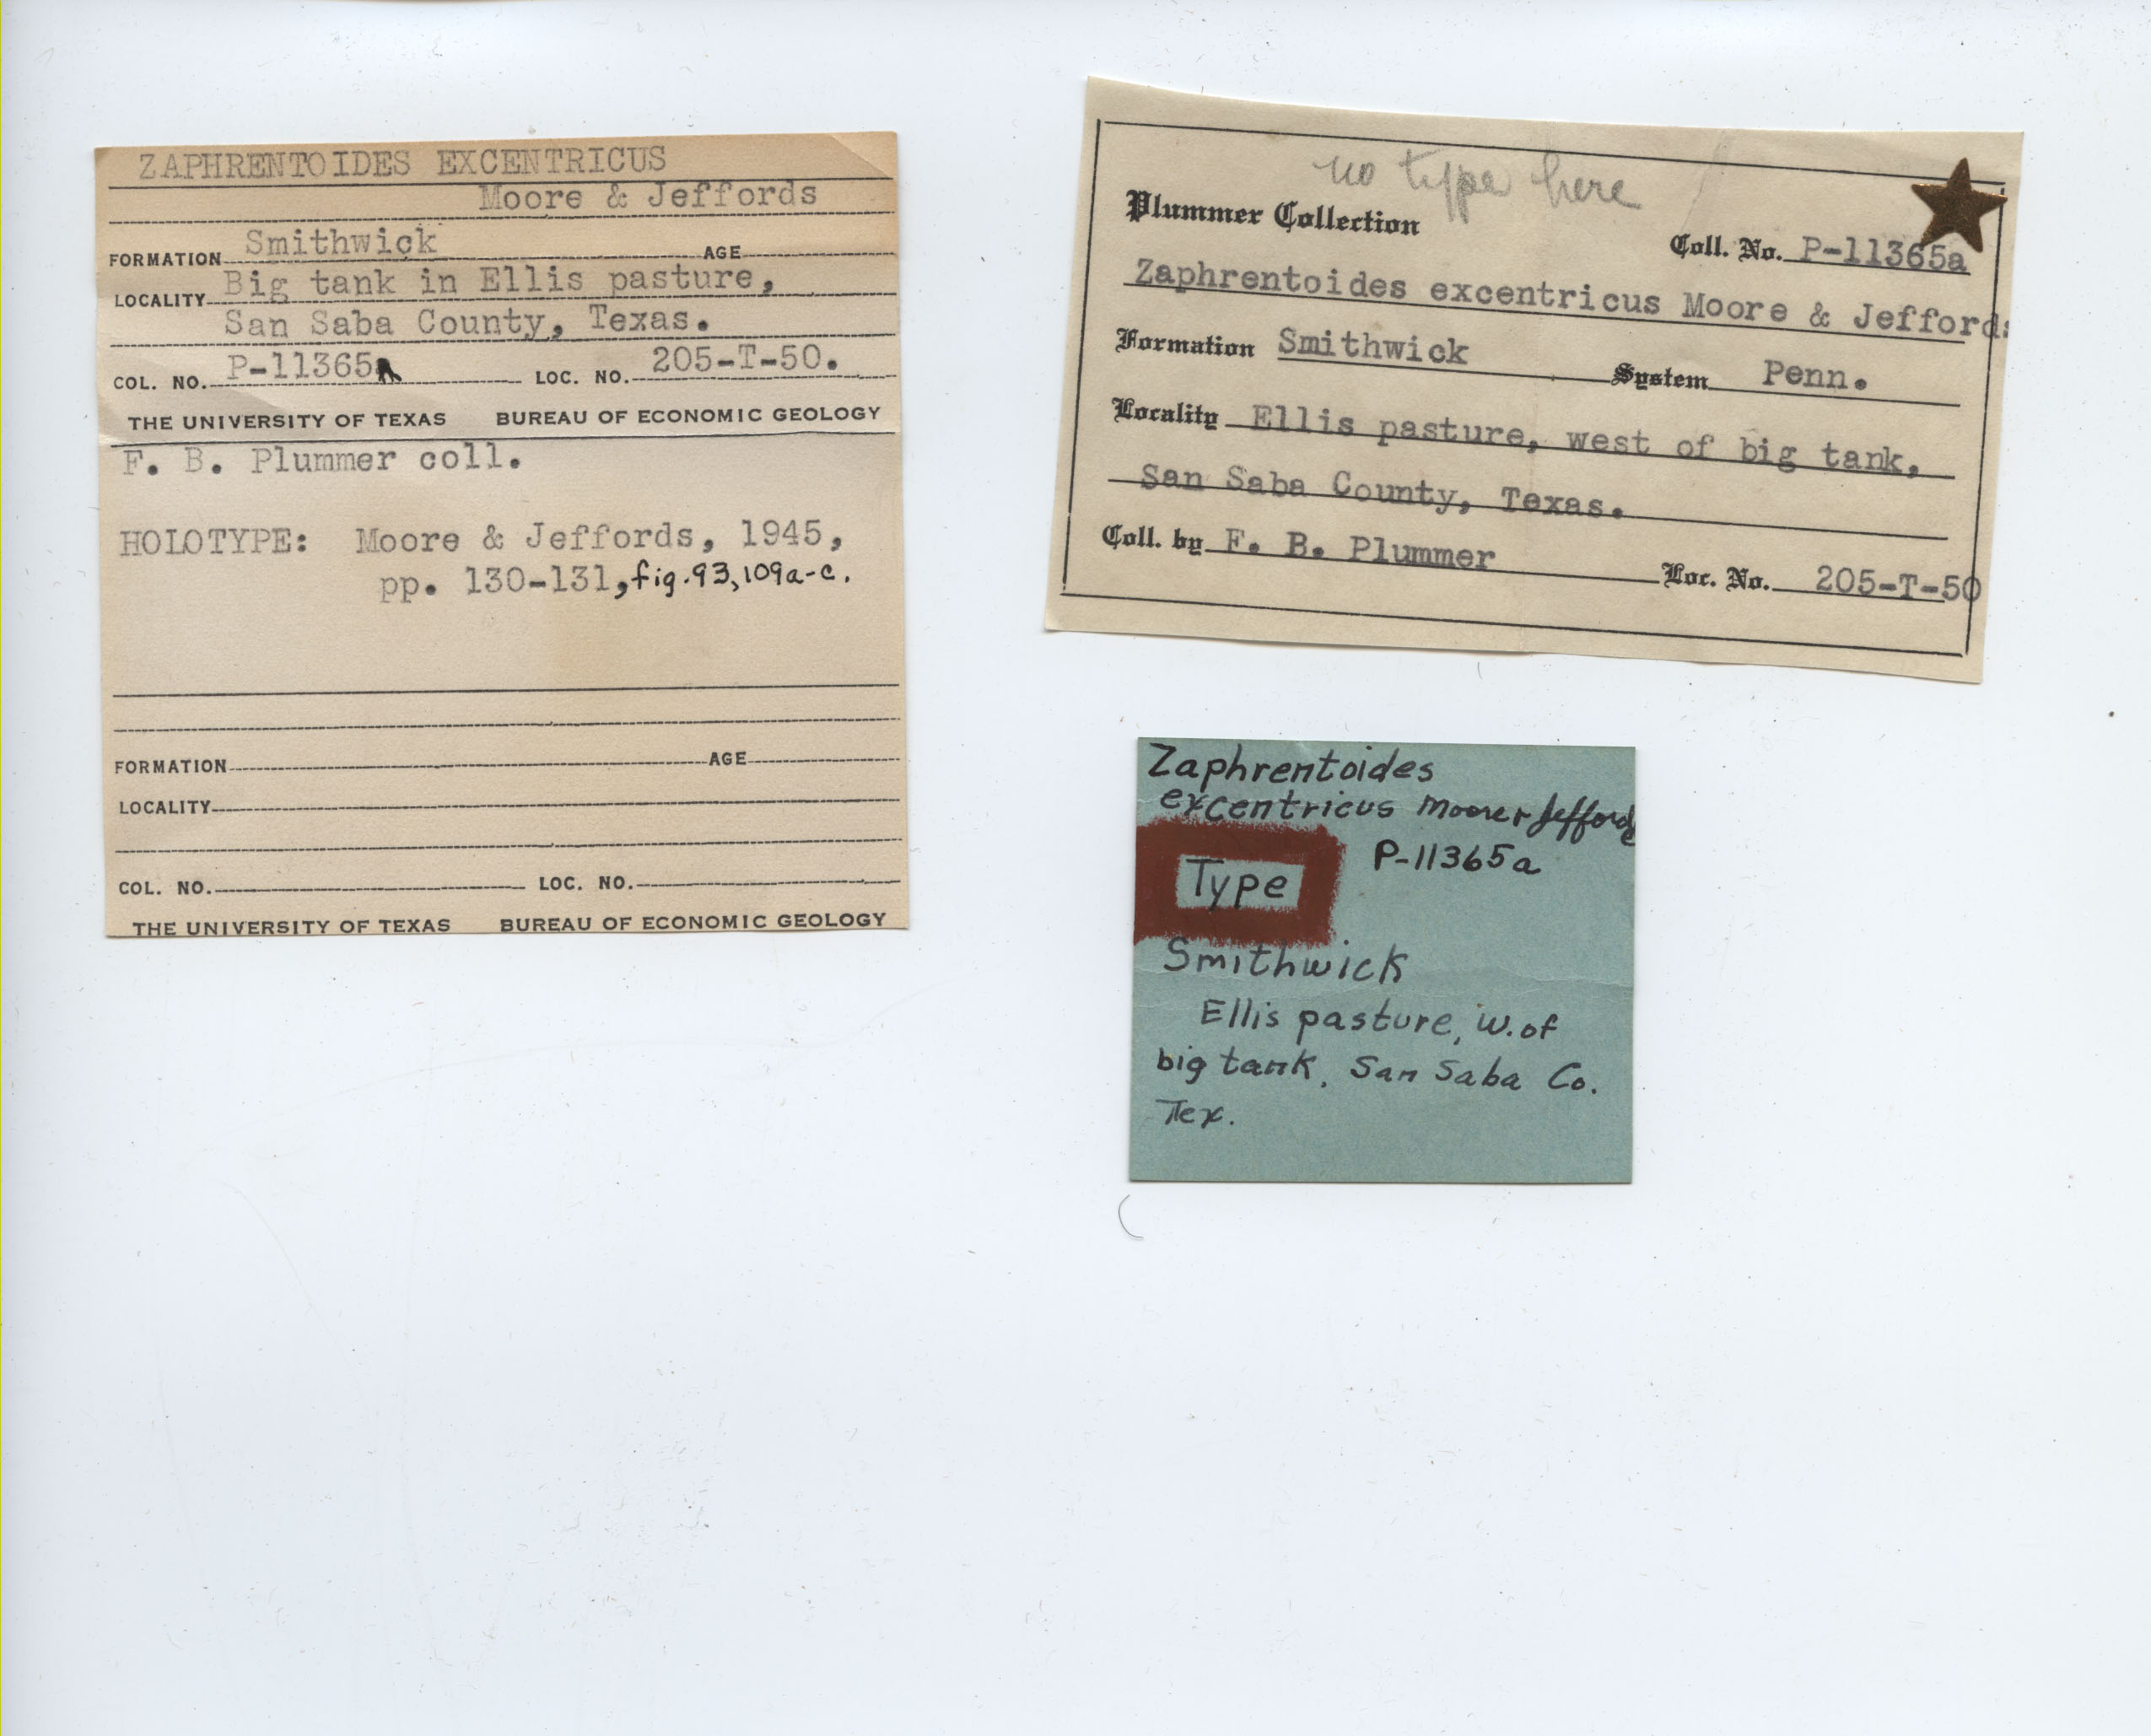 ZAPHRENTOIDES EXCENTRICUS
Moore & Jeffords
FORMATION Smithwick AGE
LOCALITY Big tank in Ellis pasture,
San Saba County, Texas.
COL. NO. P-11365a LOC. NO. 205-T-50.
THE UNIVERSITY OF TEXAS BUREAU OF ECONOMIC GEOLOGY
F. B. Plummer coll.
HOLOTYPE: Moore & Jeffords, 1945,
pp. 130-131, fig. 93, 109a-c.
FORMATION AGE
LOCALITY
COL. NO. LOC. NO.
THE UNIVERSITY OF TEXAS BUREAU OF ECONOMIC GEOLOGY
no type here
Plummer Collection
Coll. No. P-11365a
Zaphrentoides excentricus Moore & Jeffords
Formation Smithwick System Penn.
Locality Ellis pasture, west of big tank,
San Saba County, Texas.
Coll. by F. B. Plummer
Loc. No. 205-T-50
Zaphrentoides
excentricus Moore + Jeffords
P-11365a
Type
Smithwick
Ellis pasture, W. of
big tank, San Saba Co.
Tex.